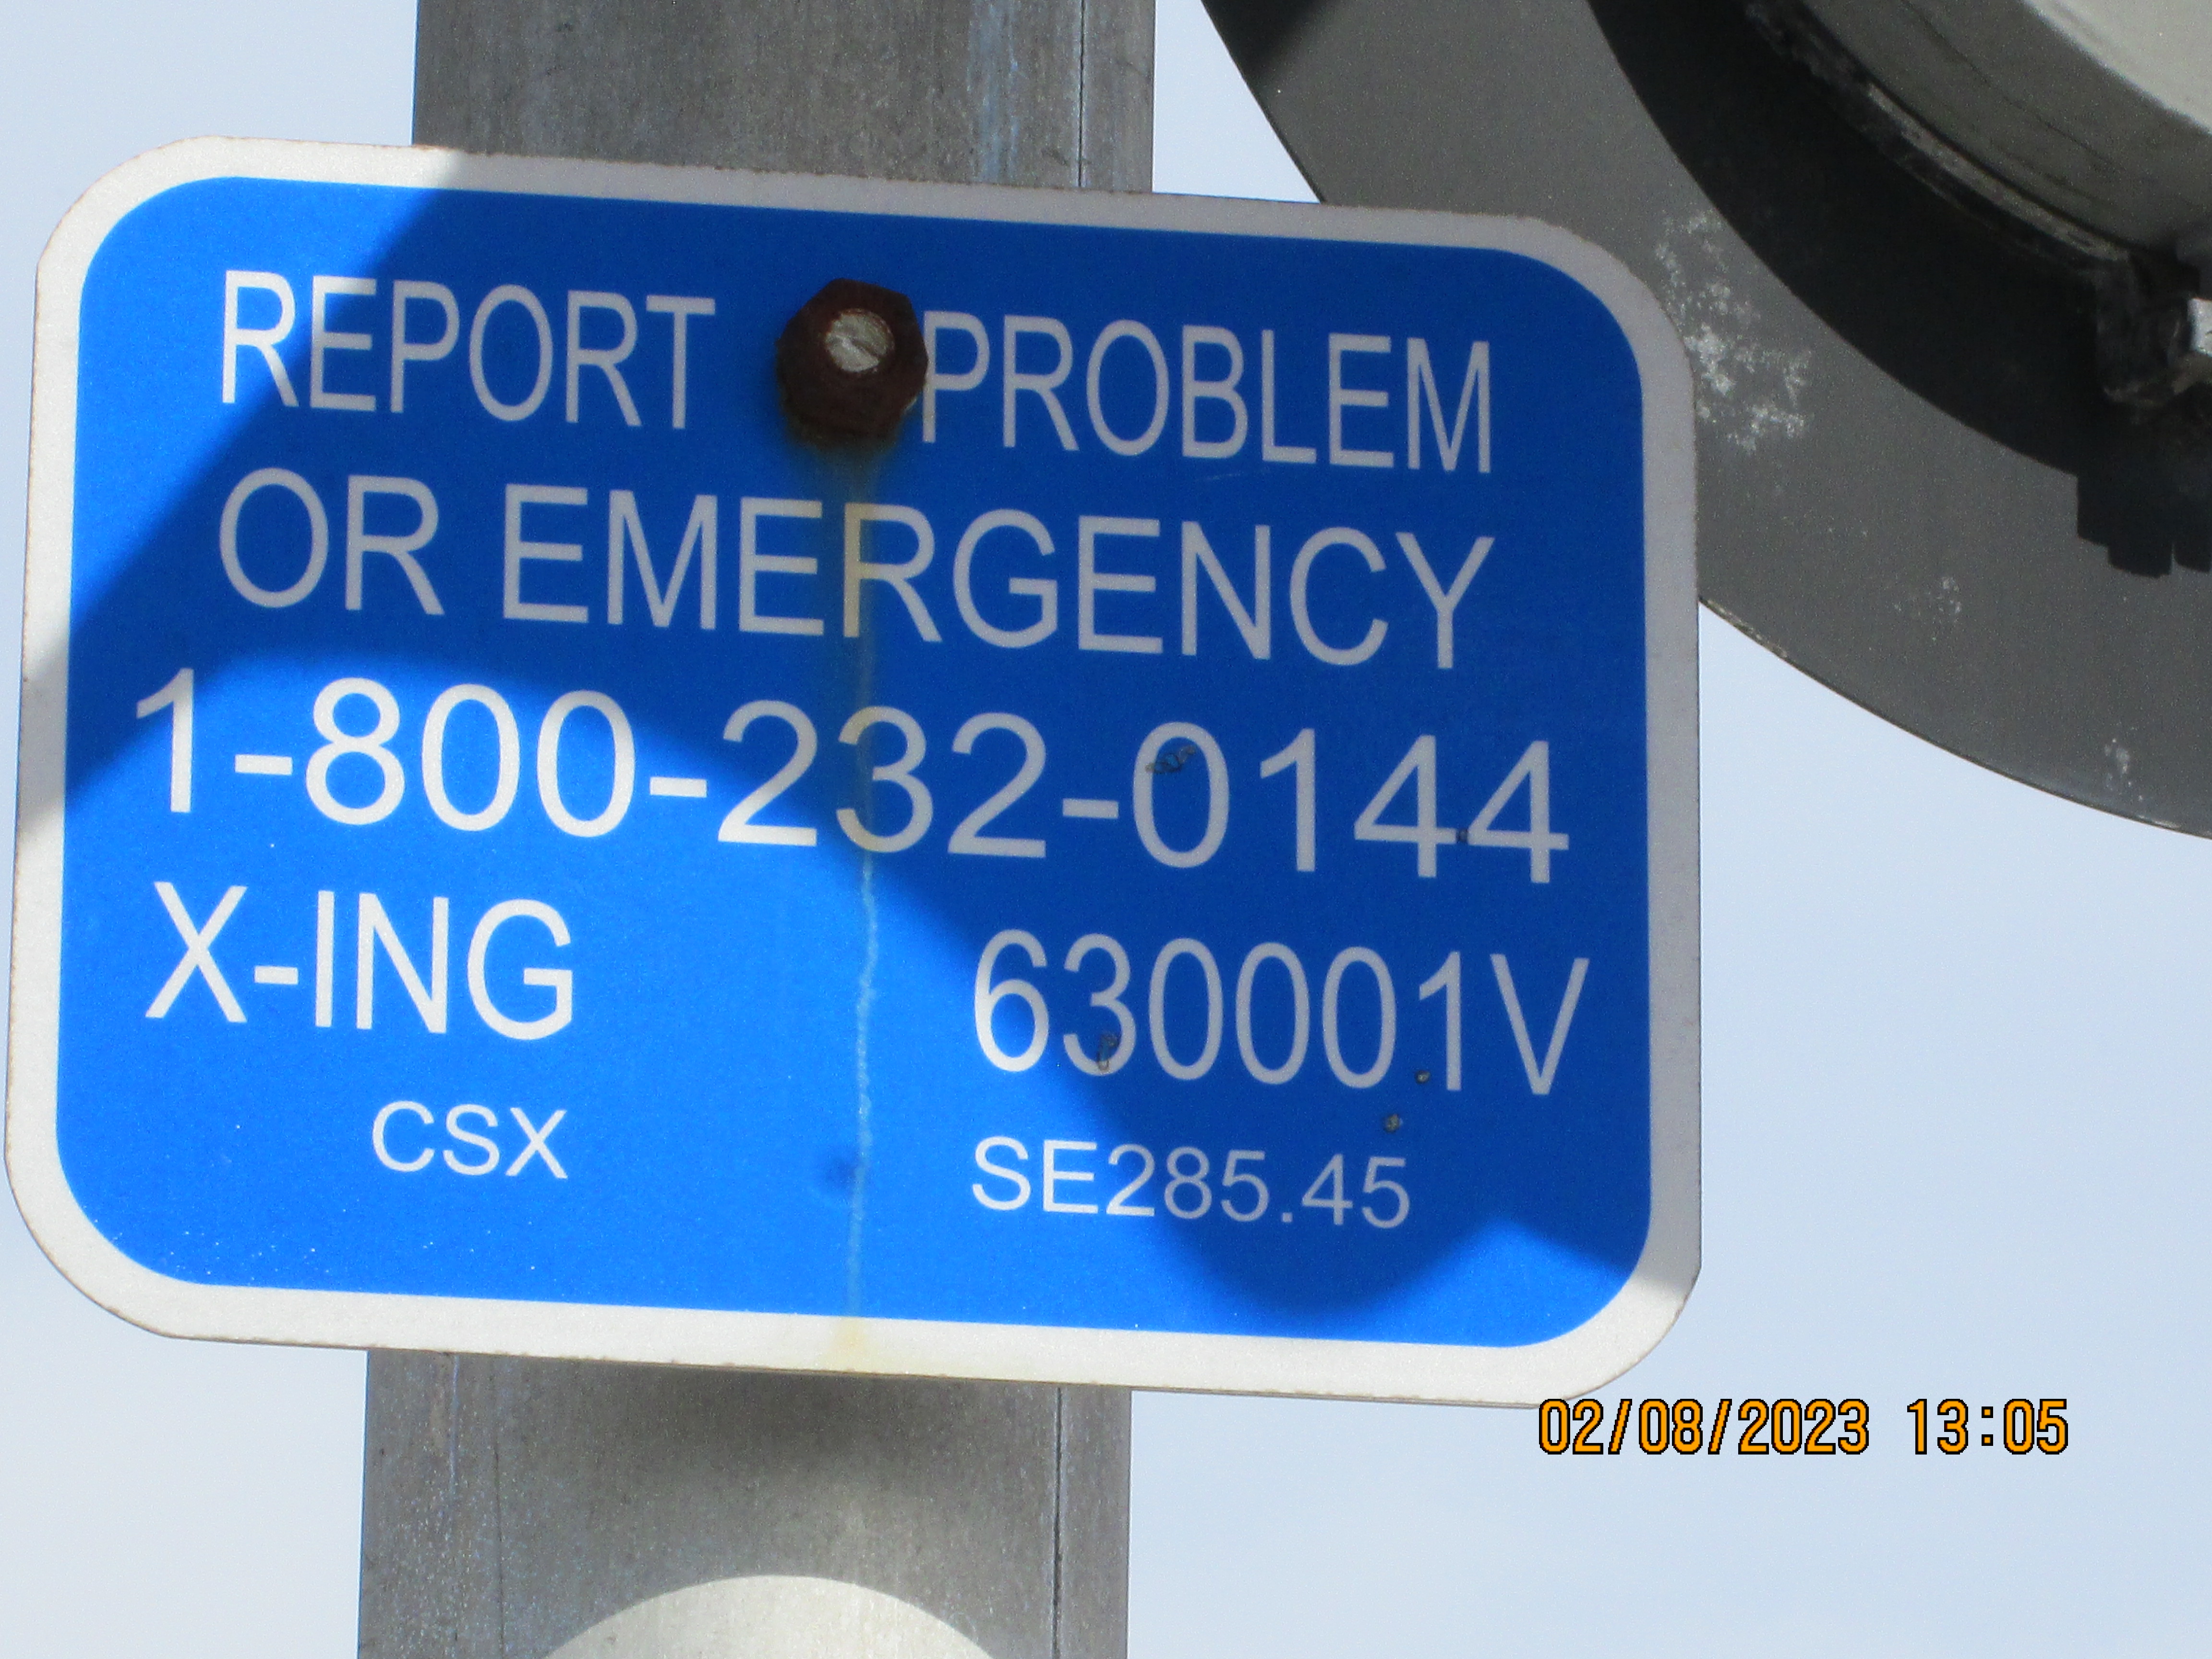 REPORT PROBLEM
OR EMERGENCY
1-800-232-0144
X-ING 630001V
CSX SE285.45
02/08/2023 13:05